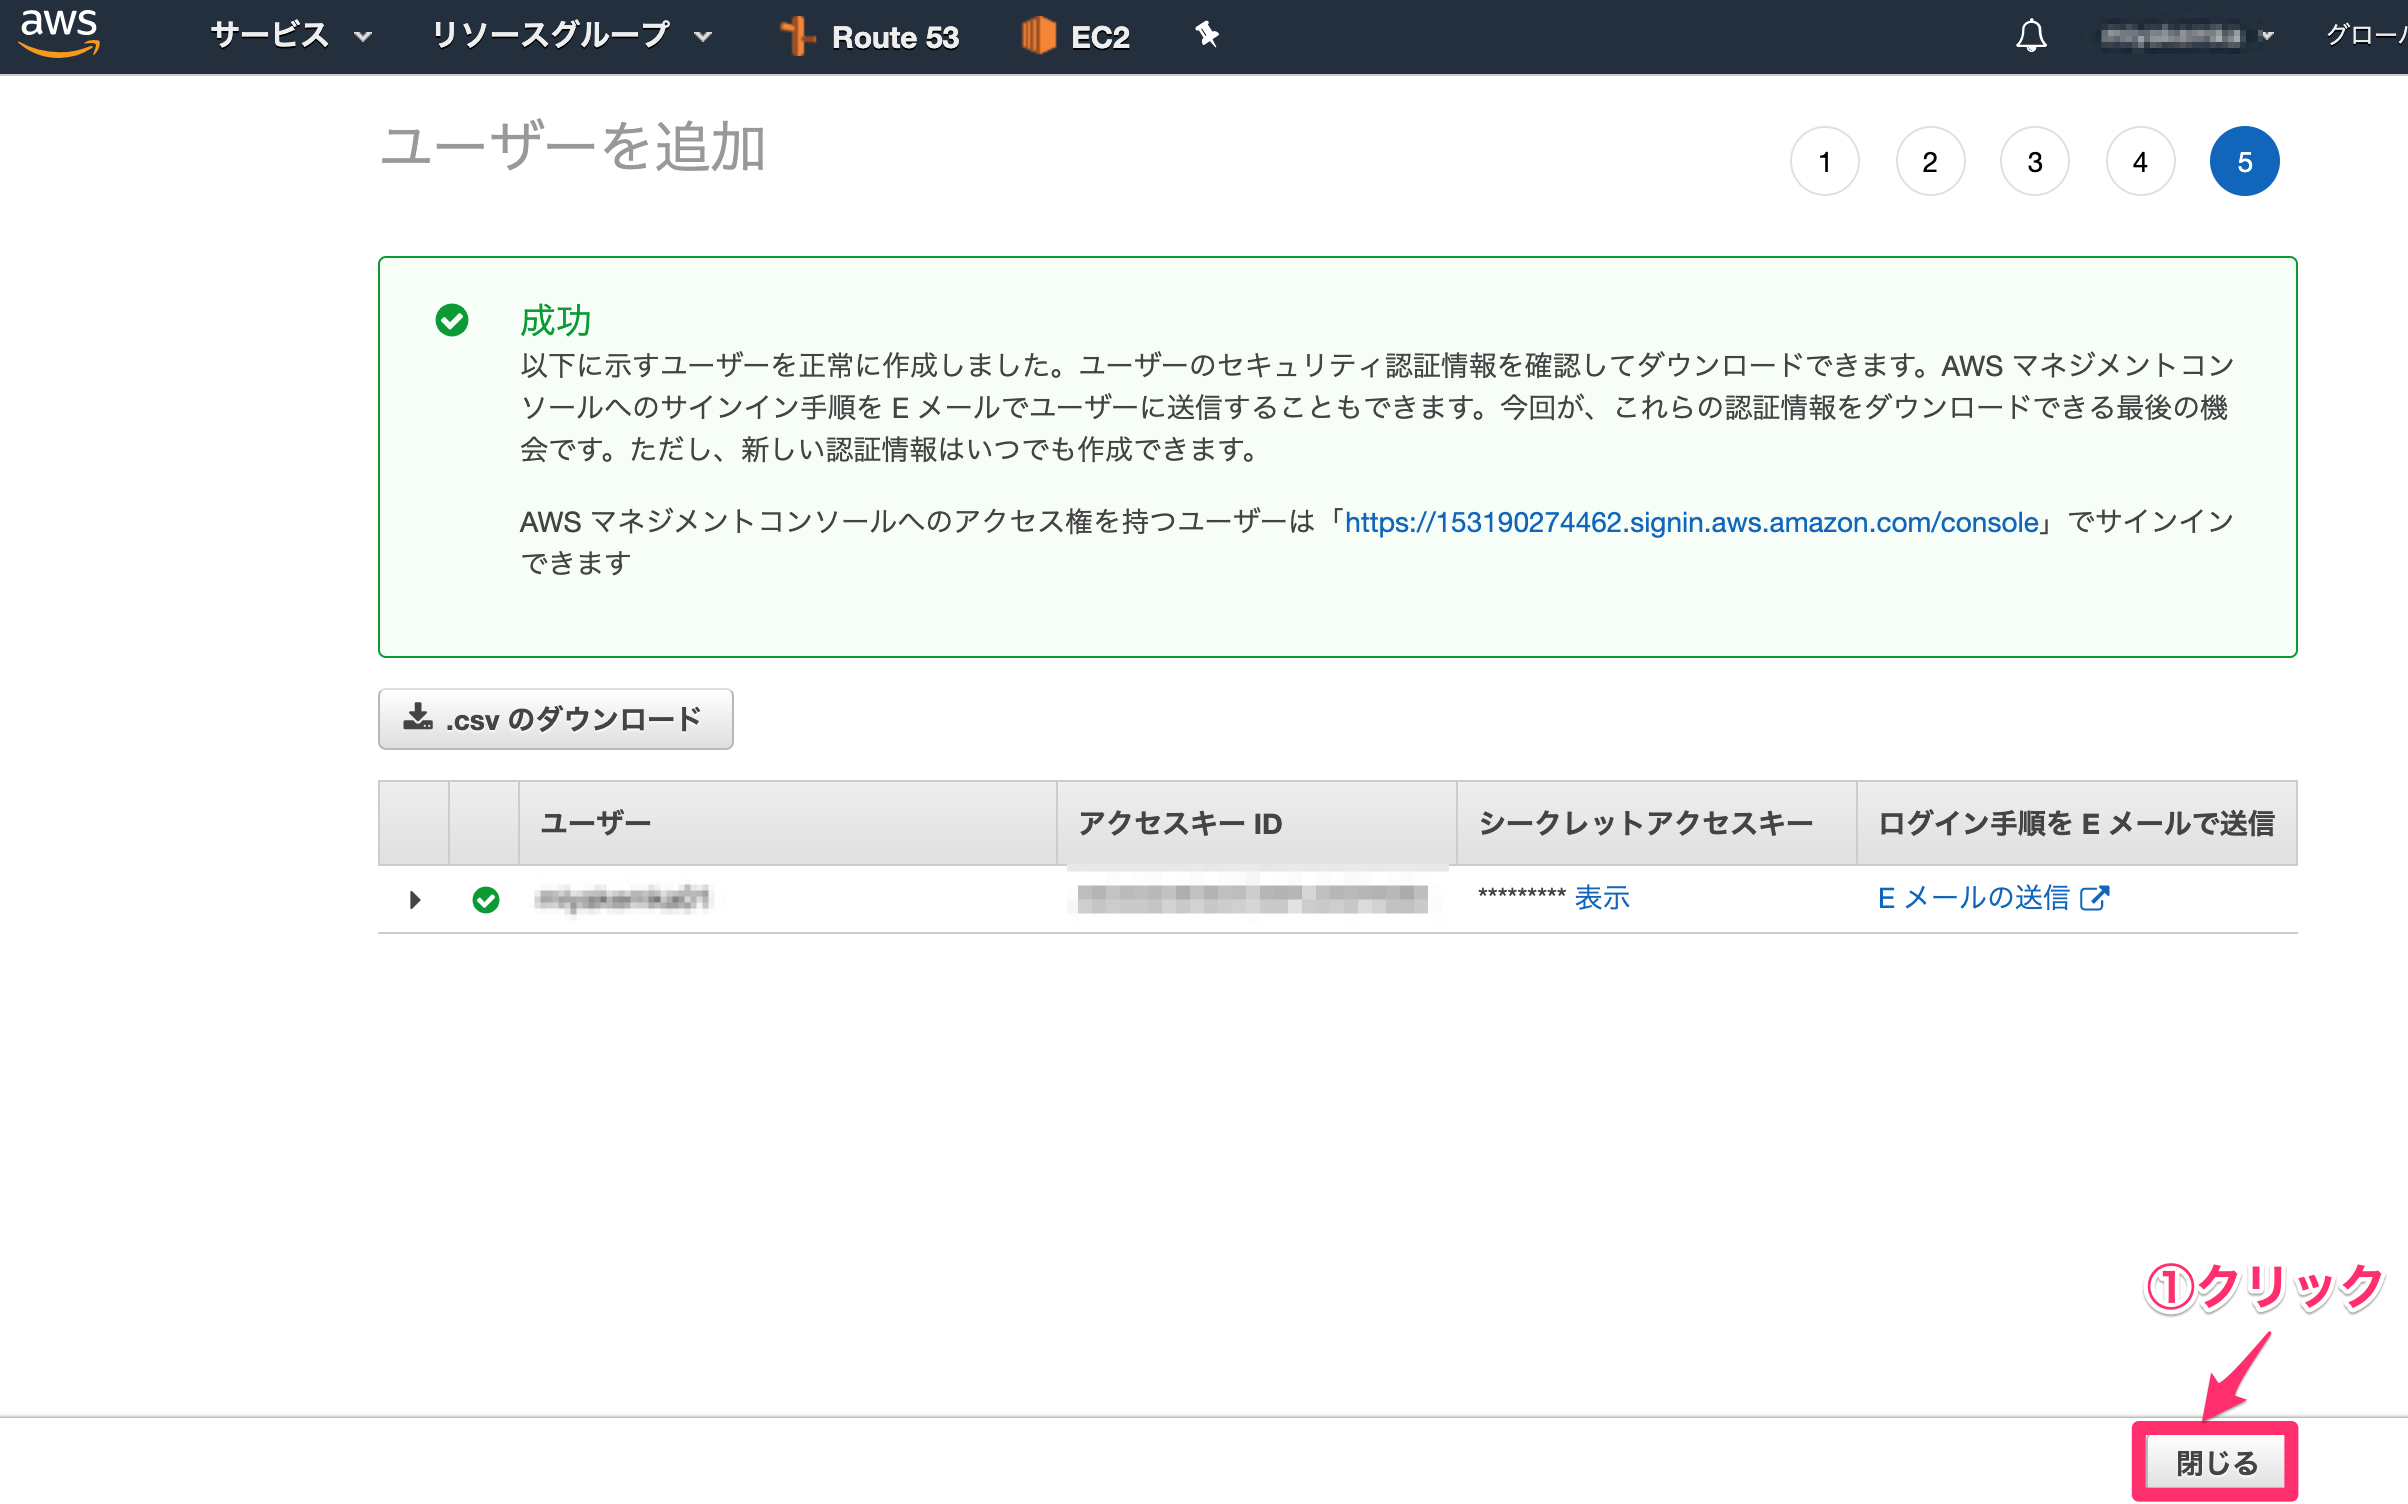 aws サービス リソースグループ Route 53 EC2 グローバ
ユーザーを追加
1 2 3 4 5
成功
以下に示すユーザーを正常に作成しました。ユーザーのセキュリティ認証情報を確認してダウンロードできます。AWS マネジメントコン
ソールへのサインイン手順を E メールでユーザーに送信することもできます。今回が、これらの認証情報をダウンロードできる最後の機
会です。ただし、新しい認証情報はいつでも作成できます。
AWS マネジメントコンソールへのアクセス権を持つユーザーは「https://153190274462.signin.aws.amazon.com/console」でサインイン
できます
.csv のダウンロード
ユーザー アクセスキー ID シークレットアクセスキー ログイン手順を E メールで送信
********* 表示 E メールの送信
①クリック
閉じる